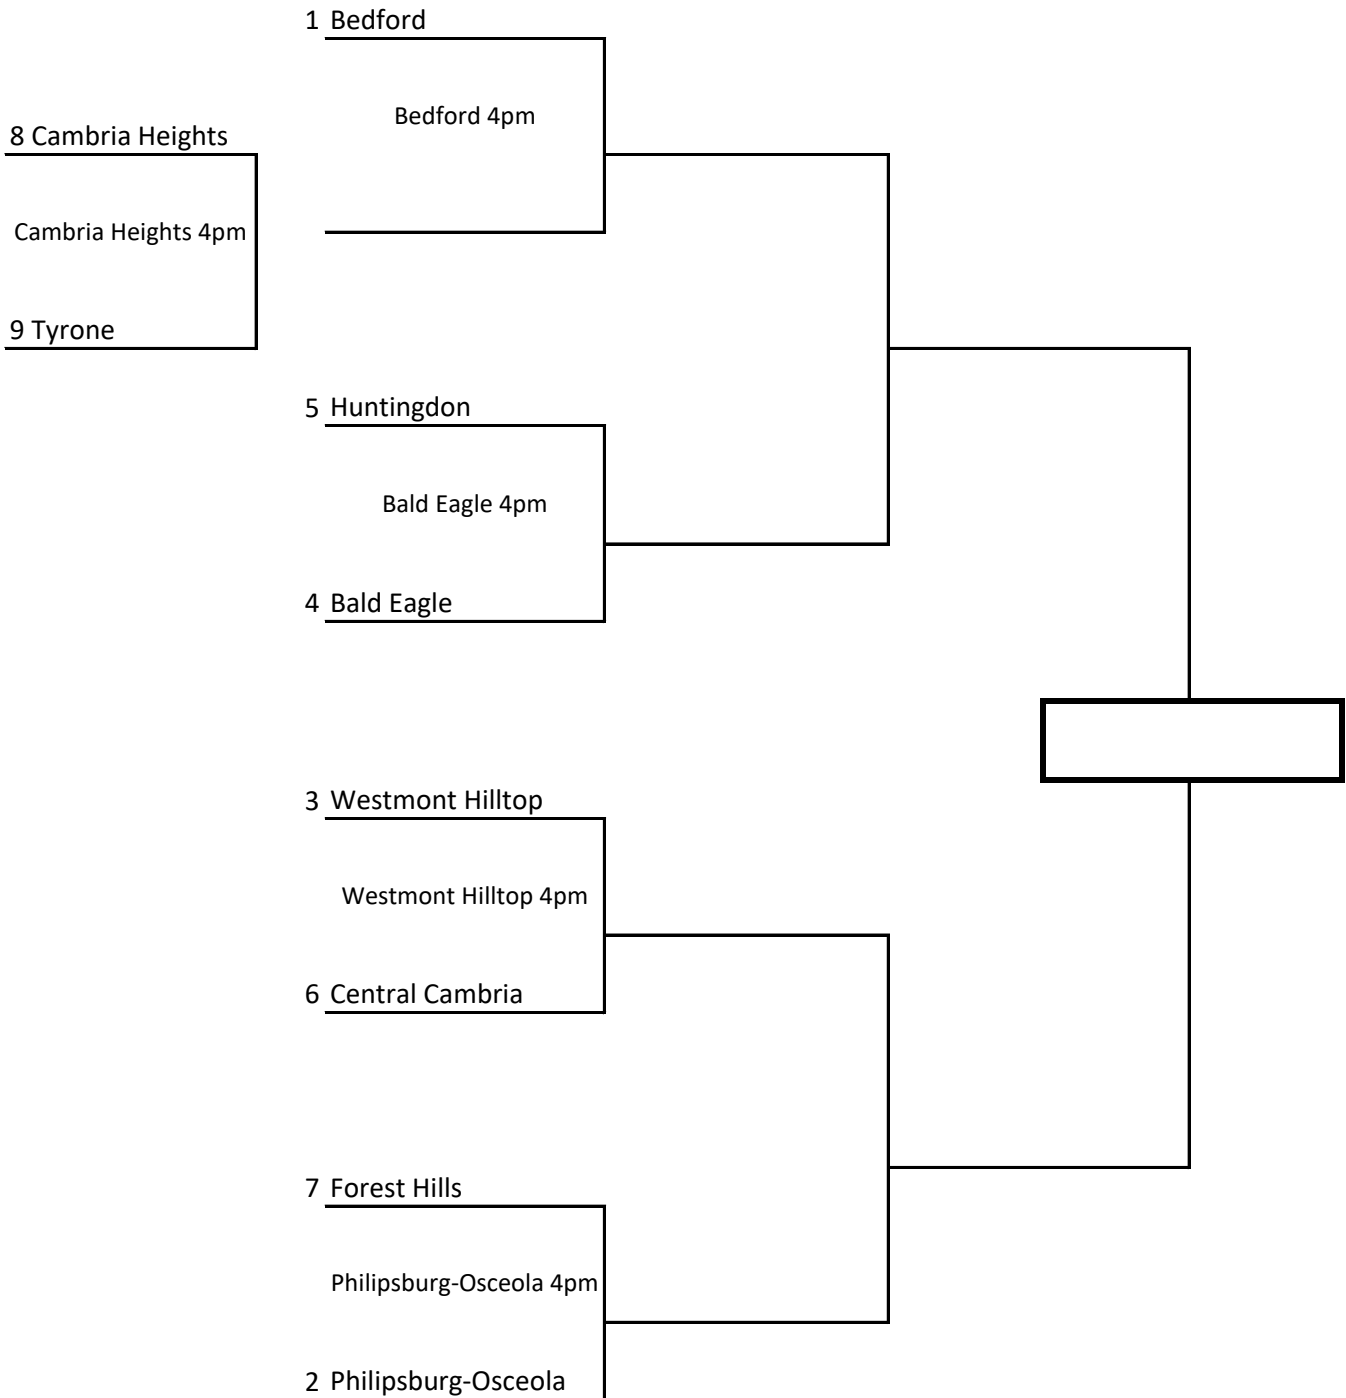 1 Bedford
Bedford 4pm
8 Cambria Heights
Cambria Heights 4pm
9 Tyrone
5 Huntingdon
Bald Eagle 4pm
4 Bald Eagle
3 Westmont Hilltop
Westmont Hilltop 4pm
6 Central Cambria
7 Forest Hills
Philipsburg-Osceola 4pm
2 Philipsburg-Osceola